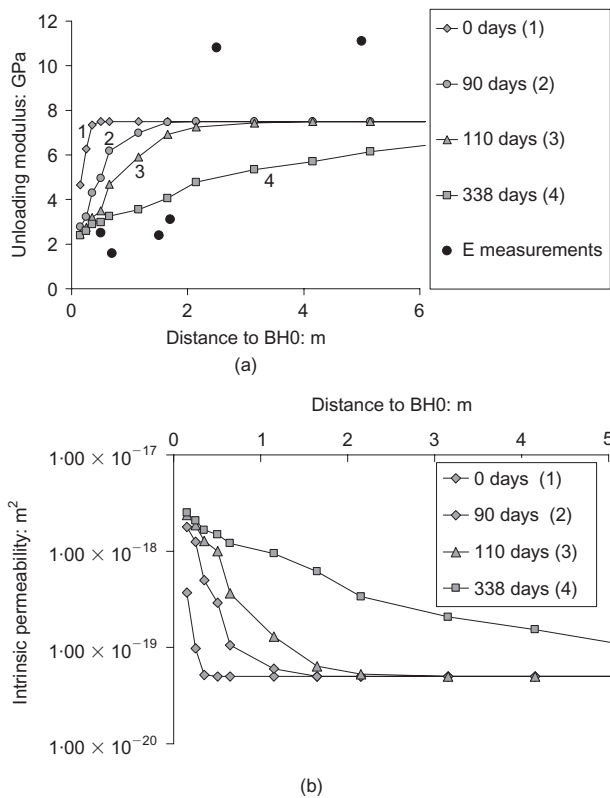 (a)
12
10
8
6
4
2
0
Unloading modulus: GPa
0
2
4
6
Distance to BH0: m
1
2
3
4
0 days (1)
90 days (2)
110 days (3)
338 days (4)
E measurements
(a)
Distance to BH0: m
0
1
2
3
4
5
1·00 × 10⁻¹⁷
1·00 × 10⁻¹⁸
1·00 × 10⁻¹⁹
1·00 × 10⁻²⁰
Intrinsic permeability: m²
0 days (1)
90 days (2)
110 days (3)
338 days (4)
(b)